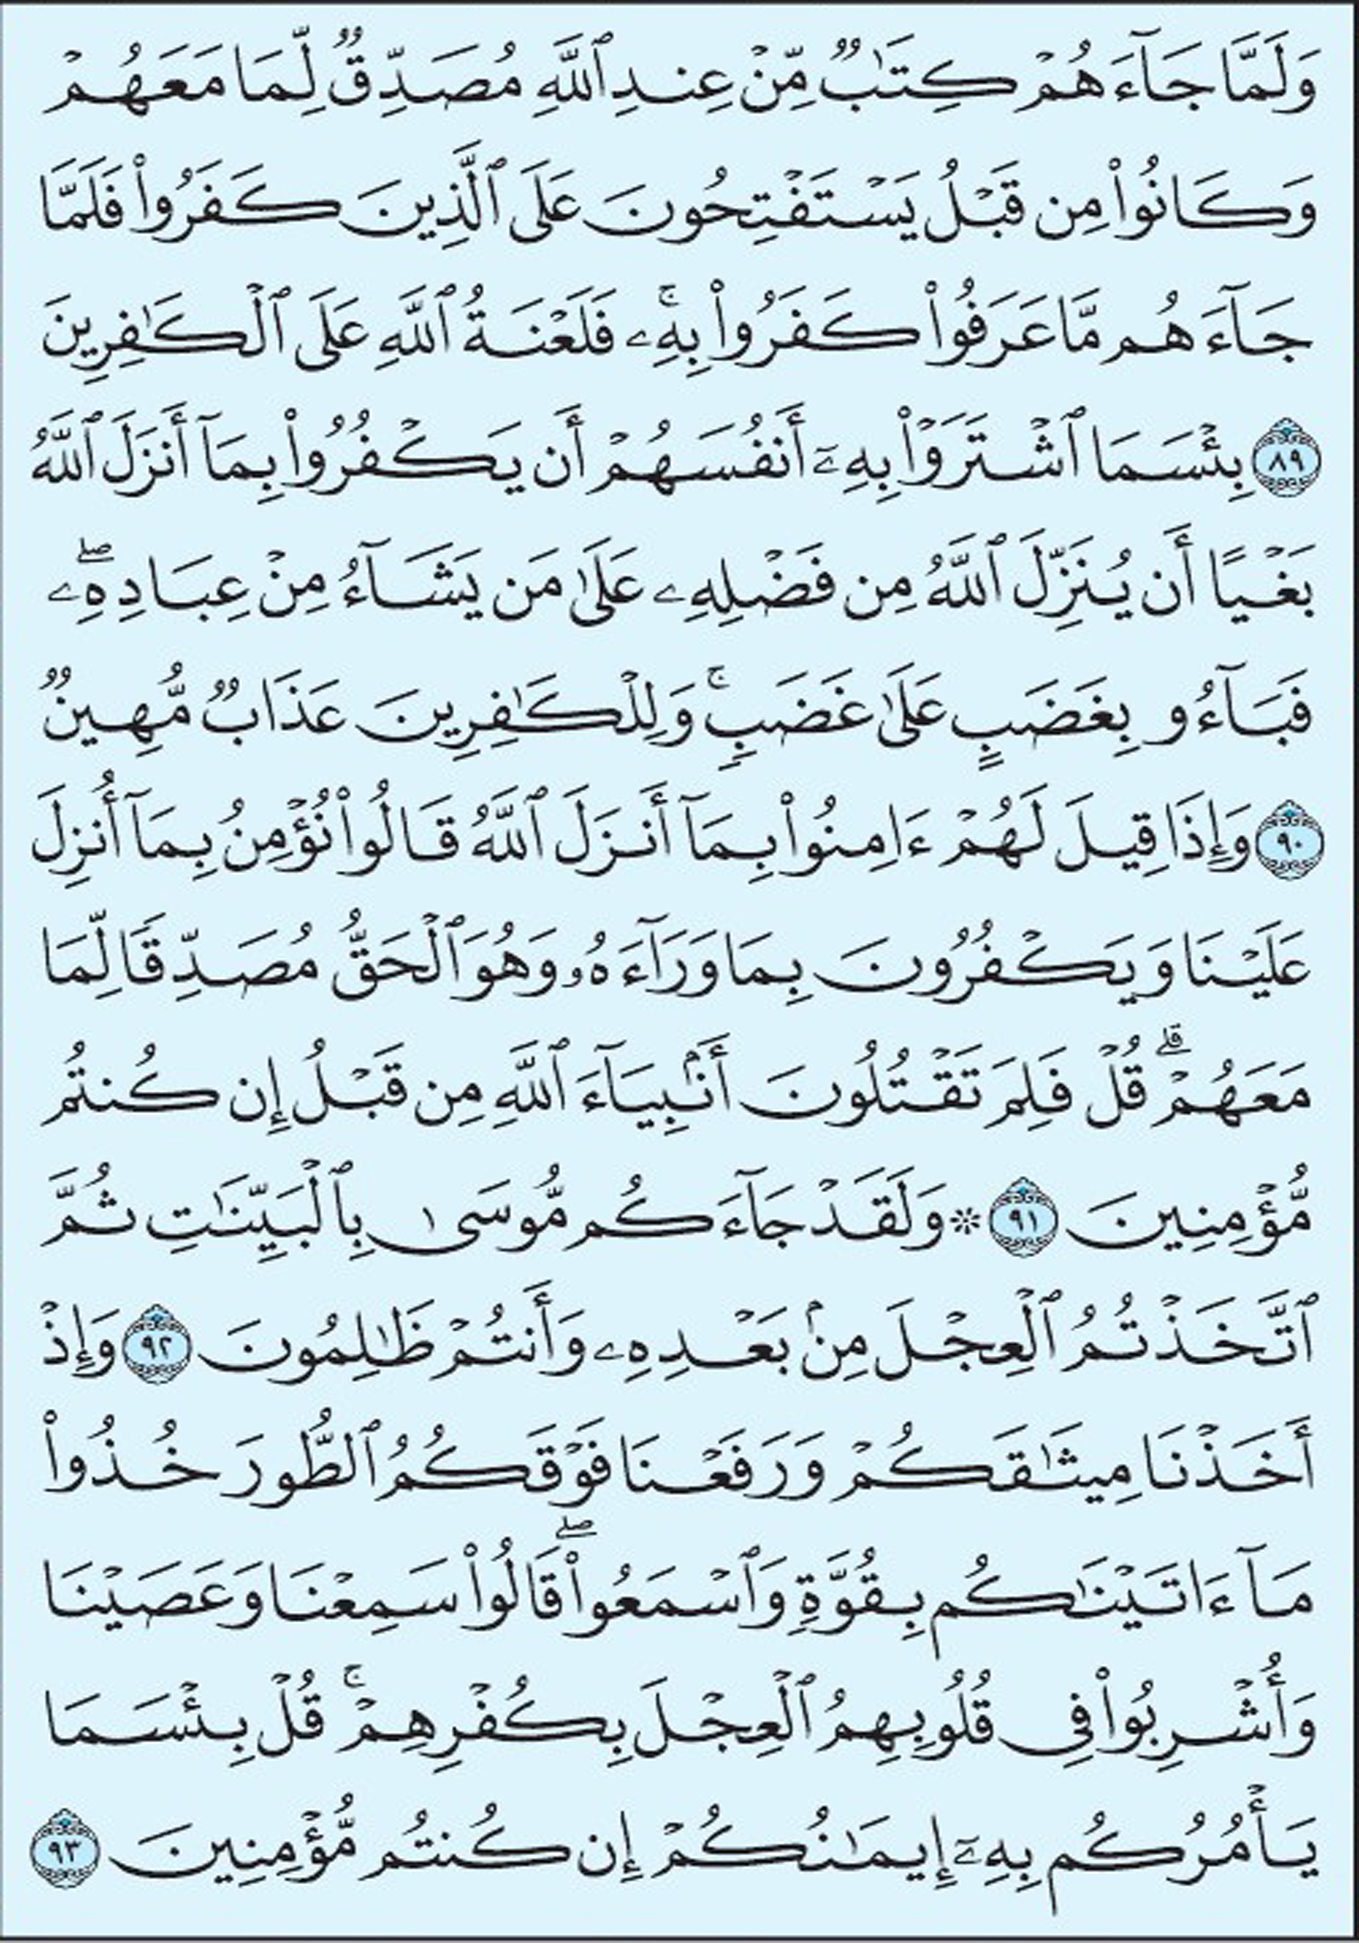 وَلَمَّا جَآءَهُمْ كِتَٰبٌ مِّنْ عِندِ ٱللَّهِ مُصَدِّقٌ لِّمَا مَعَهُمْ
وَكَانُوا۟ مِن قَبْلُ يَسْتَفْتِحُونَ عَلَى ٱلَّذِينَ كَفَرُوا۟ فَلَمَّا
جَآءَهُم مَّا عَرَفُوا۟ كَفَرُوا۟ بِهِۦ ۚ فَلَعْنَةُ ٱللَّهِ عَلَى ٱلْكَٰفِرِينَ
٨٩ بِئْسَمَا ٱشْتَرَوْا۟ بِهِۦٓ أَنفُسَهُمْ أَن يَكْفُرُوا۟ بِمَآ أَنزَلَ ٱللَّهُ
بَغْيًا أَن يُنَزِّلَ ٱللَّهُ مِن فَضْلِهِۦ عَلَىٰ مَن يَشَآءُ مِنْ عِبَادِهِۦ ۖ
فَبَآءُو بِغَضَبٍ عَلَىٰ غَضَبٍ ۚ وَلِلْكَٰفِرِينَ عَذَابٌ مُّهِينٌ
٩٠ وَإِذَا قِيلَ لَهُمْ ءَامِنُوا۟ بِمَآ أَنزَلَ ٱللَّهُ قَالُوا۟ نُؤْمِنُ بِمَآ أُنزِلَ
عَلَيْنَا وَيَكْفُرُونَ بِمَا وَرَآءَهُۥ وَهُوَ ٱلْحَقُّ مُصَدِّقًا لِّمَا
مَعَهُمْ ۗ قُلْ فَلِمَ تَقْتُلُونَ أَنۢبِيَآءَ ٱللَّهِ مِن قَبْلُ إِن كُنتُم
مُّؤْمِنِينَ ٩١ ۞ وَلَقَدْ جَآءَكُم مُّوسَىٰ بِٱلْبَيِّنَٰتِ ثُمَّ
ٱتَّخَذْتُمُ ٱلْعِجْلَ مِنۢ بَعْدِهِۦ وَأَنتُمْ ظَٰلِمُونَ ٩٢ وَإِذْ
أَخَذْنَا مِيثَٰقَكُمْ وَرَفَعْنَا فَوْقَكُمُ ٱلطُّورَ خُذُوا۟
مَآ ءَاتَيْنَٰكُم بِقُوَّةٍ وَٱسْمَعُوا۟ ۖ قَالُوا۟ سَمِعْنَا وَعَصَيْنَا
وَأُشْرِبُوا۟ فِى قُلُوبِهِمُ ٱلْعِجْلَ بِكُفْرِهِمْ ۚ قُلْ بِئْسَمَا
يَأْمُرُكُم بِهِۦٓ إِيمَٰنُكُمْ إِن كُنتُم مُّؤْمِنِينَ ٩٣